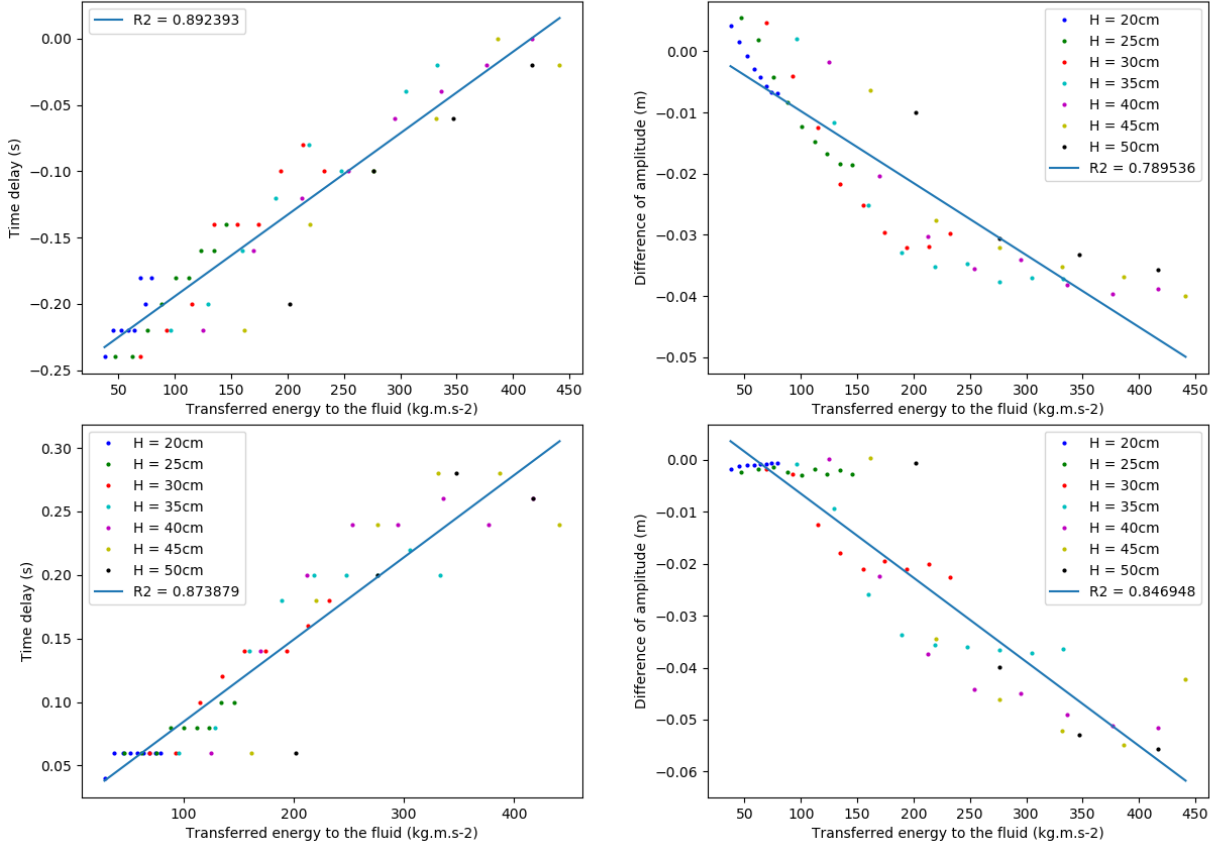 R2 = 0.892393
0.00
−0.05
−0.10
−0.15
−0.20
−0.25
Time delay (s)
50 100 150 200 250 300 350 400 450
Transferred energy to the fluid (kg.m.s-2)
H = 20cm
H = 25cm
H = 30cm
H = 35cm
H = 40cm
H = 45cm
H = 50cm
R2 = 0.789536
0.00
−0.01
−0.02
−0.03
−0.04
−0.05
Difference of amplitude (m)
50 100 150 200 250 300 350 400 450
Transferred energy to the fluid (kg.m.s-2)
H = 20cm
H = 25cm
H = 30cm
H = 35cm
H = 40cm
H = 45cm
H = 50cm
R2 = 0.873879
0.30
0.25
0.20
0.15
0.10
0.05
Time delay (s)
100 200 300 400
Transferred energy to the fluid (kg.m.s-2)
H = 20cm
H = 25cm
H = 30cm
H = 35cm
H = 40cm
H = 45cm
H = 50cm
R2 = 0.846948
0.00
−0.01
−0.02
−0.03
−0.04
−0.05
−0.06
Difference of amplitude (m)
50 100 150 200 250 300 350 400 450
Transferred energy to the fluid (kg.m.s-2)